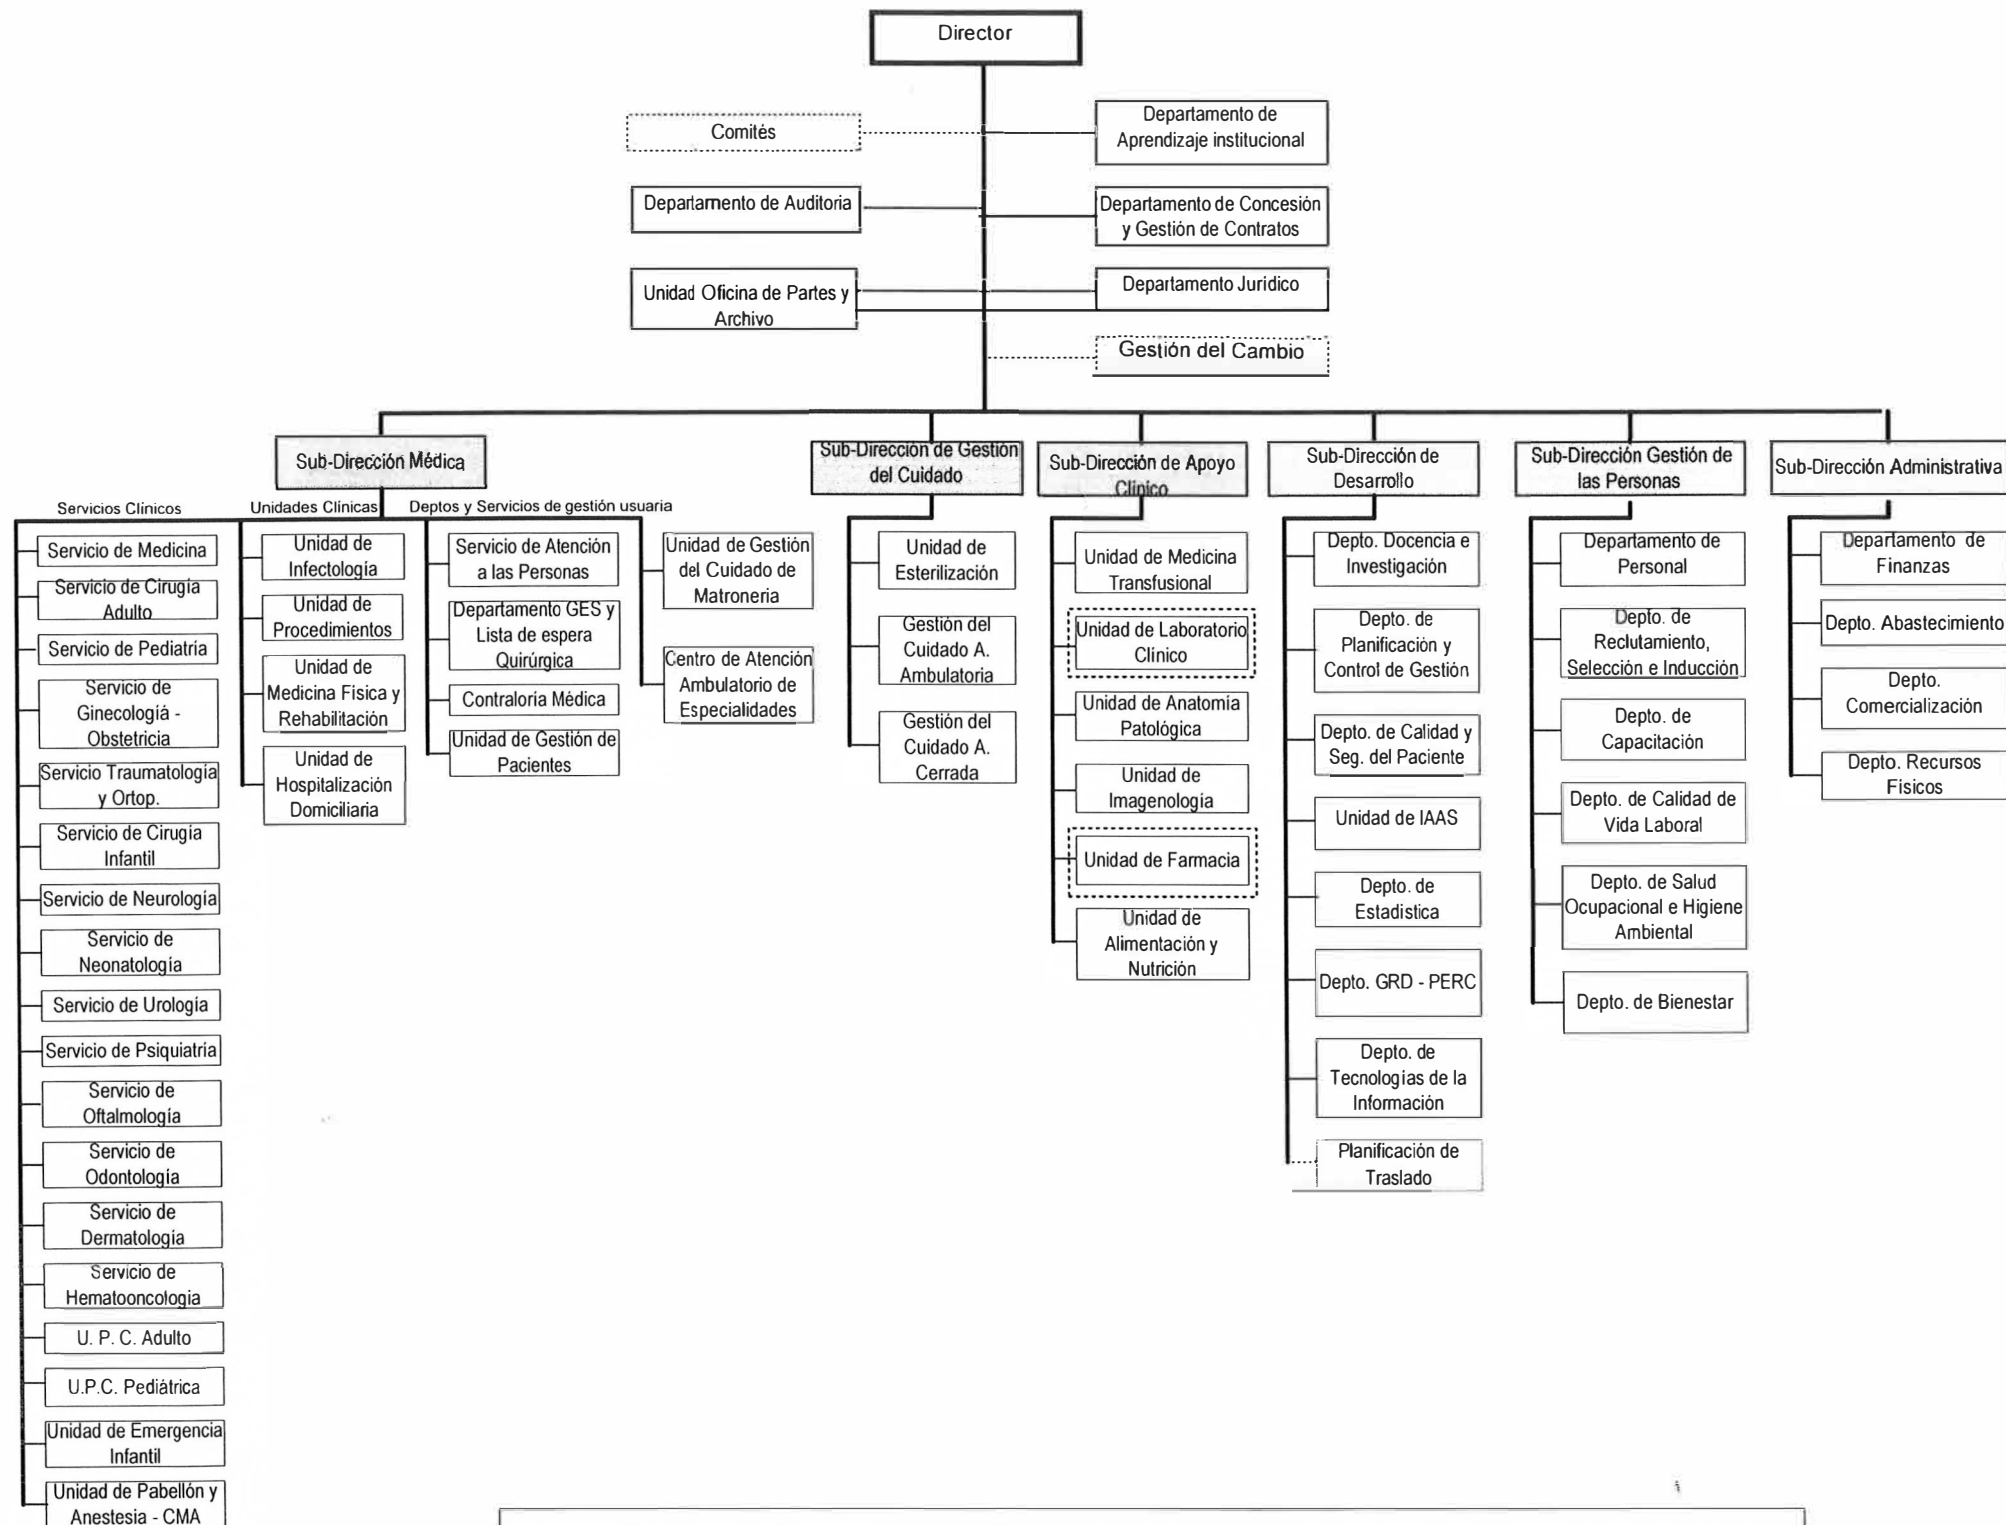 Director
Comités
Departamento de
Aprendizaje institucional
Departamento de Auditoria
Departamento de Concesión
y Gestión de Contratos
Unidad Oficina de Partes y
Archivo
Departamento Jurídico
Gestión del Cambio
Sub-Dirección Médica
Sub-Dirección de Gestión
del Cuidado
Sub-Dirección de Apoyo
Clínico
Sub-Dirección de
Desarrollo
Sub-Dirección Gestión de
las Personas
Sub-Dirección Administrativa
Servicios Clínicos
Unidades Clínicas
Deptos y Servicios de gestión usuaria
Servicio de Medicina
Servicio de Cirugía
Adulto
Servicio de Pediatría
Servicio de
Ginecología -
Obstetricia
Servicio Traumatología
y Ortop.
Servicio de Cirugía
Infantil
Servicio de Neurología
Servicio de
Neonatología
Servicio de Urología
Servicio de Psiquiatría
Servicio de
Oftalmología
Servicio de
Odontología
Servicio de
Dermatología
Servicio de
Hematooncología
U. P. C. Adulto
U.P.C. Pediátrica
Unidad de Emergencia
Infantil
Unidad de Pabellón y
Anestesia - CMA
Unidad de
Infectología
Unidad de
Procedimientos
Unidad de
Medicina Física y
Rehabilitación
Unidad de
Hospitalización
Domiciliaria
Servicio de Atención
a las Personas
Departamento GES y
Lista de espera
Quirúrgica
Contraloría Médica
Unidad de Gestión de
Pacientes
Unidad de Gestión
del Cuidado de
Matroneria
Centro de Atención
Ambulatorio de
Especialidades
Unidad de
Esterilización
Gestión del
Cuidado A.
Ambulatoria
Gestión del
Cuidado A.
Cerrada
Unidad de Medicina
Transfusional
Unidad de Laboratorio
Clínico
Unidad de Anatomía
Patológica
Unidad de
Imagenología
Unidad de Farmacia
Unidad de
Alimentación y
Nutrición
Depto. Docencia e
Investigación
Depto. de
Planificación y
Control de Gestión
Depto. de Calidad y
Seg. del Paciente
Unidad de IAAS
Depto. de
Estadística
Depto. GRD - PERC
Depto. de
Tecnologías de la
Información
Planificación de
Traslado
Departamento de
Personal
Depto. de
Reclutamiento,
Selección e Inducción
Depto. de
Capacitación
Depto. de Calidad de
Vida Laboral
Depto. de Salud
Ocupacional e Higiene
Ambiental
Depto. de Bienestar
Departamento de
Finanzas
Depto. Abastecimiento
Depto.
Comercialización
Depto. Recursos
Físicos